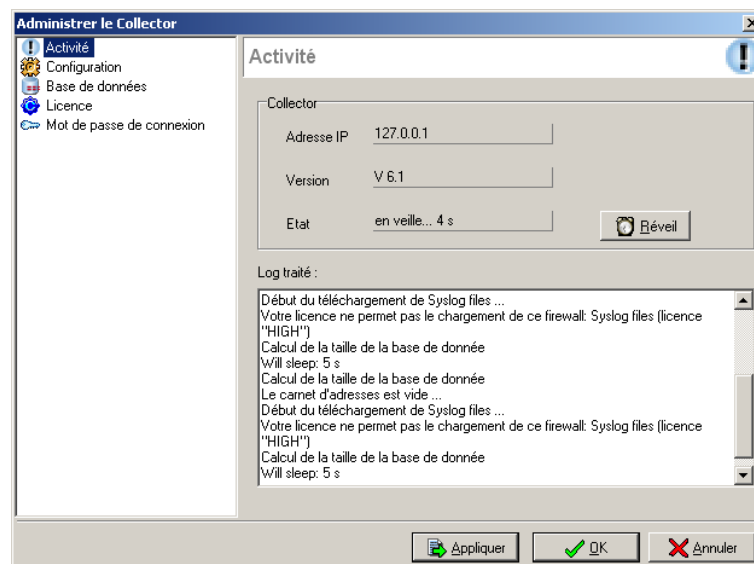 Administrer le Collector
Activité
Configuration
Base de données
Licence
Mot de passe de connexion
Activité
Collector
Adresse IP
127.0.0.1
Version
V 6.1
Etat
en veille... 4 s
Réveil
Log traité :
Début du téléchargement de Syslog files ...
Votre licence ne permet pas le chargement de ce firewall: Syslog files (licence
"HIGH")
Calcul de la taille de la base de donnée
Will sleep: 5 s
Calcul de la taille de la base de donnée
Le carnet d'adresses est vide ...
Début du téléchargement de Syslog files ...
Votre licence ne permet pas le chargement de ce firewall: Syslog files (licence
"HIGH")
Calcul de la taille de la base de donnée
Will sleep: 5 s
Appliquer
OK
Annuler